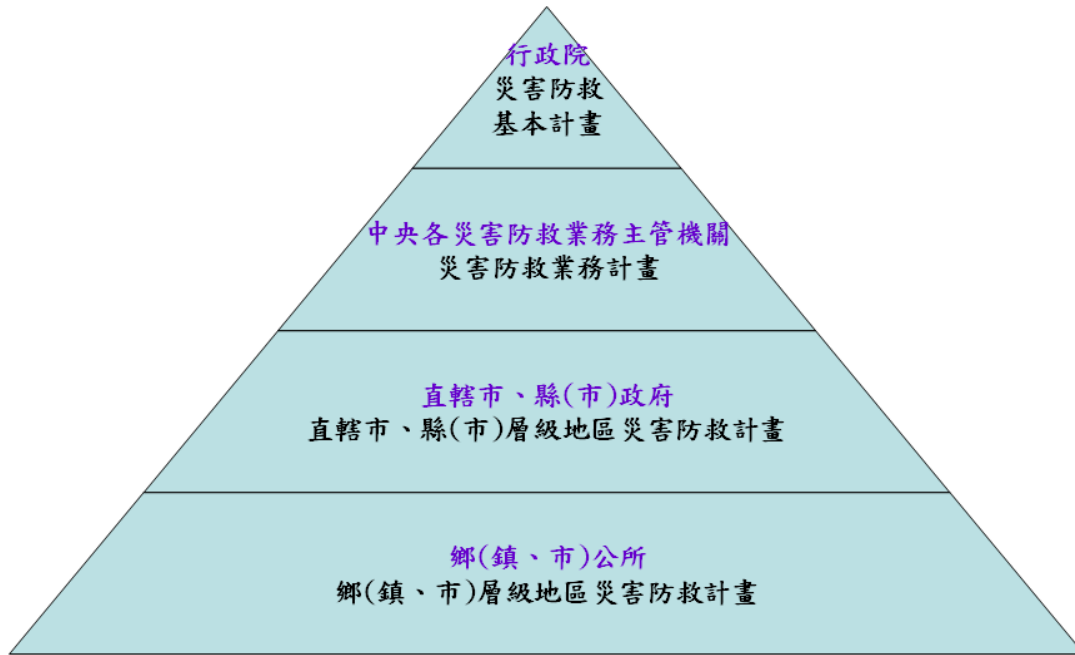 行政院
災害防救
基本計畫
中央各災害防救業務主管機關
災害防救業務計畫
直轄市、縣(市)政府
直轄市、縣(市)層級地區災害防救計畫
鄉(鎮、市)公所
鄉(鎮、市)層級地區災害防救計畫